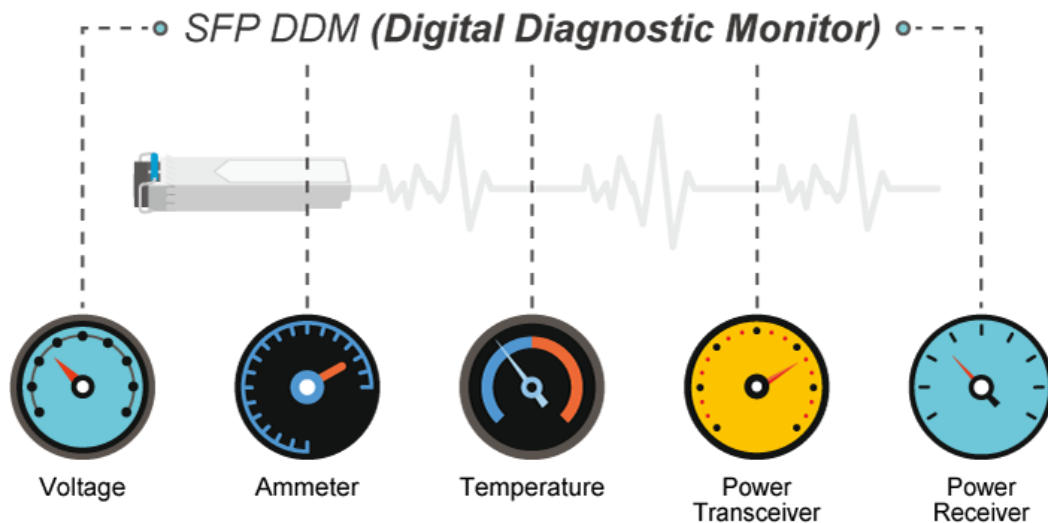 SFP DDM (Digital Diagnostic Monitor)
Voltage
Ammeter
Temperature
Power
Transceiver
Power
Receiver